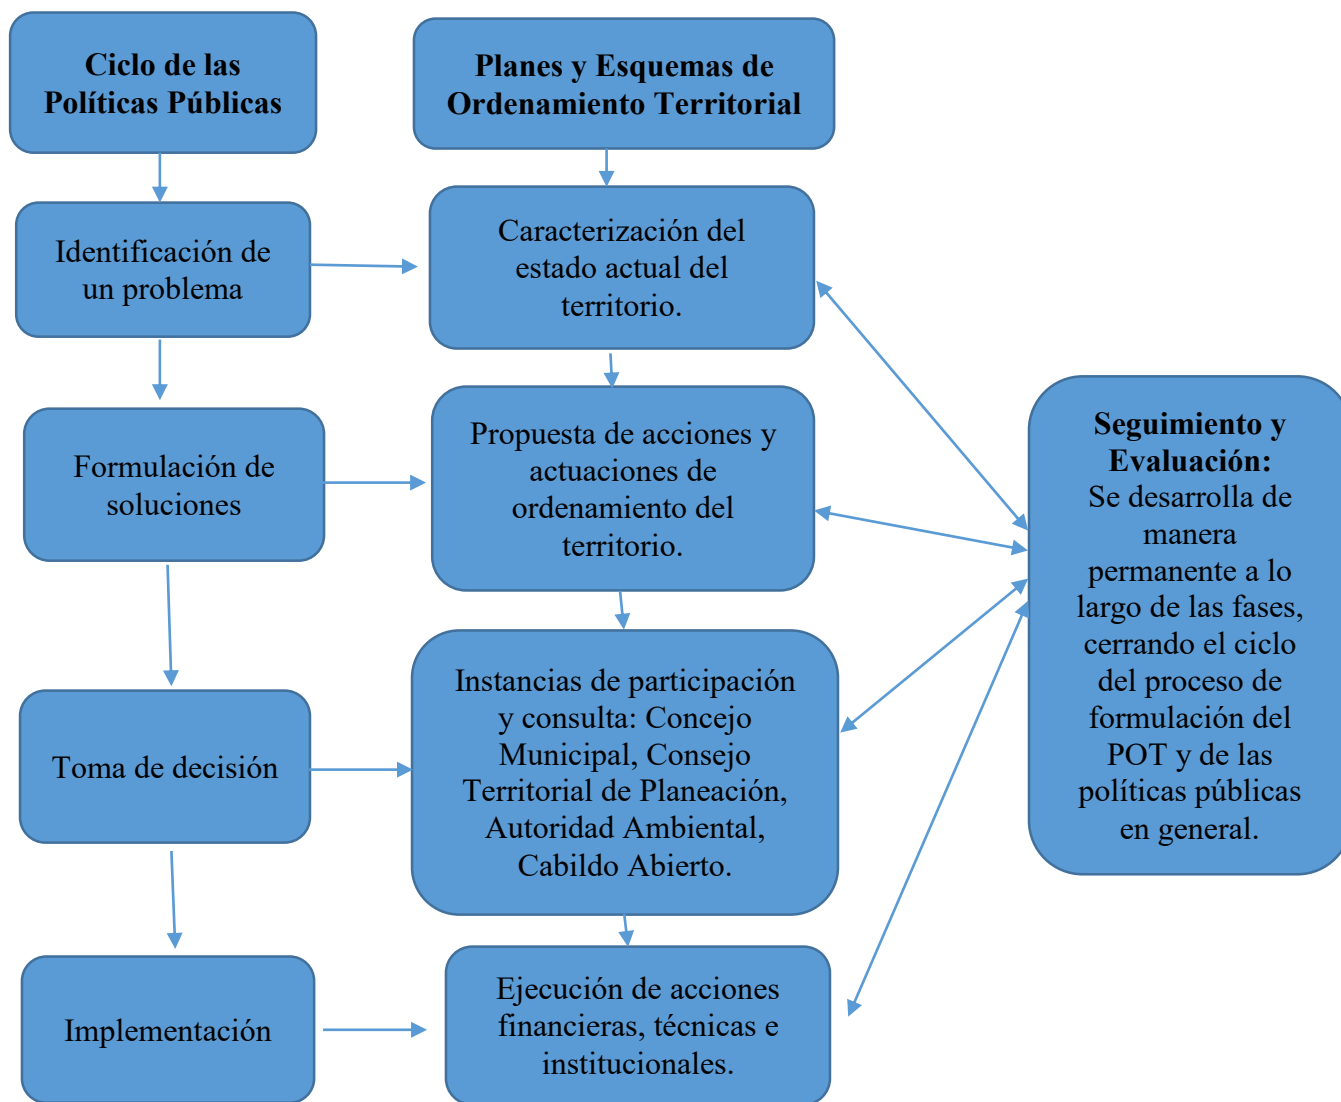 Ciclo de las
Políticas Públicas
Planes y Esquemas de
Ordenamiento Territorial
Identificación de
un problema
Caracterización del
estado actual del
territorio.
Formulación de
soluciones
Propuesta de acciones y
actuaciones de
ordenamiento del
territorio.
Toma de decisión
Instancias de participación
y consulta: Concejo
Municipal, Consejo
Territorial de Planeación,
Autoridad Ambiental,
Cabildo Abierto.
Implementación
Ejecución de acciones
financieras, técnicas e
institucionales.
Seguimiento y
Evaluación:
Se desarrolla de
manera
permanente a lo
largo de las fases,
cerrando el ciclo
del proceso de
formulación del
POT y de las
políticas públicas
en general.